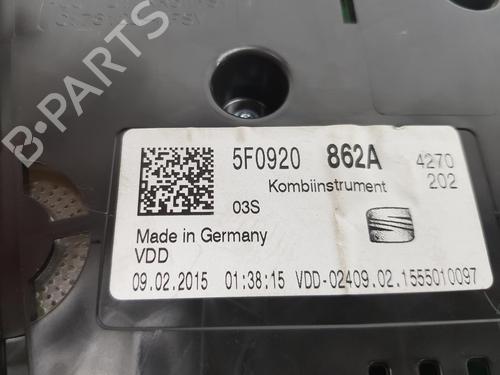 5F0920 862A 4270
Kombiinstrument 202
03S
Made in Germany
VDD
09.02.2015 01:38:15 VDD-02409.02.1555010097
B-PARTS